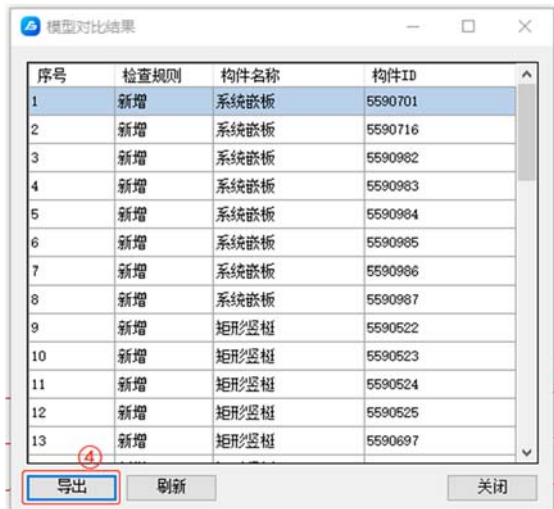 模型对比结果
序号 检查规则 构件名称 构件ID
1 新增 系统嵌板 5590701
2 新增 系统嵌板 5590716
3 新增 系统嵌板 5590982
4 新增 系统嵌板 5590983
5 新增 系统嵌板 5590984
6 新增 系统嵌板 5590985
7 新增 系统嵌板 5590986
8 新增 系统嵌板 5590987
9 新增 矩形竖梃 5590522
10 新增 矩形竖梃 5590523
11 新增 矩形竖梃 5590524
12 新增 矩形竖梃 5590525
13 新增 矩形竖梃 5590697
④
导出 刷新 关闭